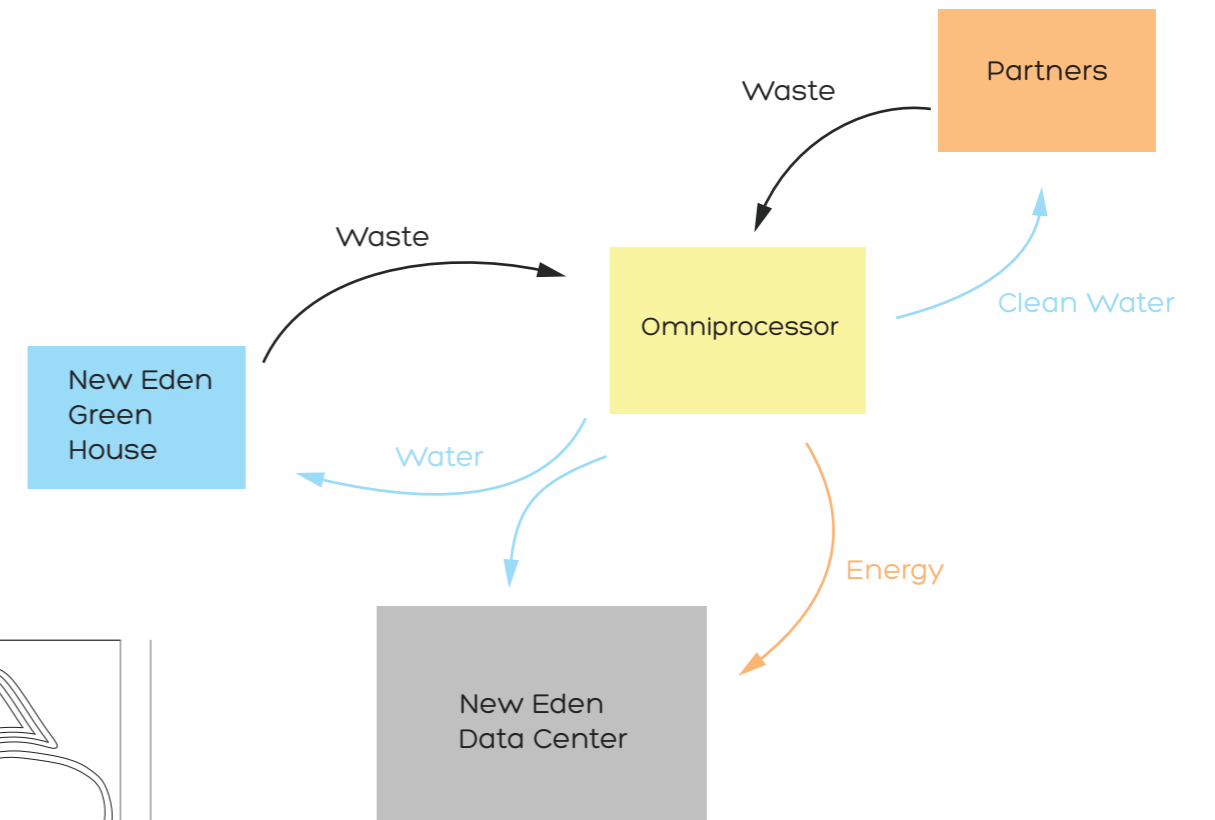 Partners
Waste
Waste
Clean Water
Omniprocessor
New Eden
Green
House
Water
Energy
New Eden
Data Center